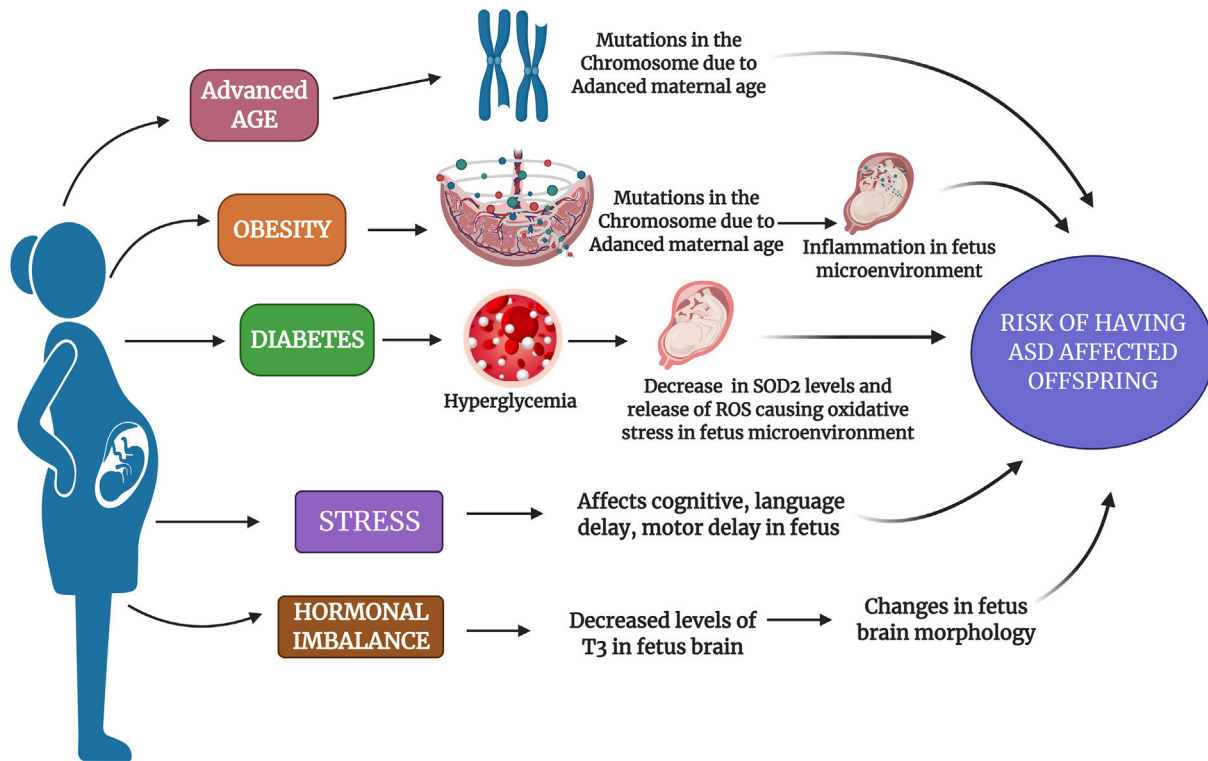 Advanced
AGE
Mutations in the
Chromosome due to
Adanced maternal age
OBESITY
Mutations in the
Chromosome due to
Adanced maternal age
Inflammation in fetus
microenvironment
DIABETES
Hyperglycemia
Decrease in SOD2 levels and
release of ROS causing oxidative
stress in fetus microenvironment
RISK OF HAVING
ASD AFFECTED
OFFSPRING
STRESS
Affects cognitive, language
delay, motor delay in fetus
HORMONAL
IMBALANCE
Decreased levels of
T3 in fetus brain
Changes in fetus
brain morphology